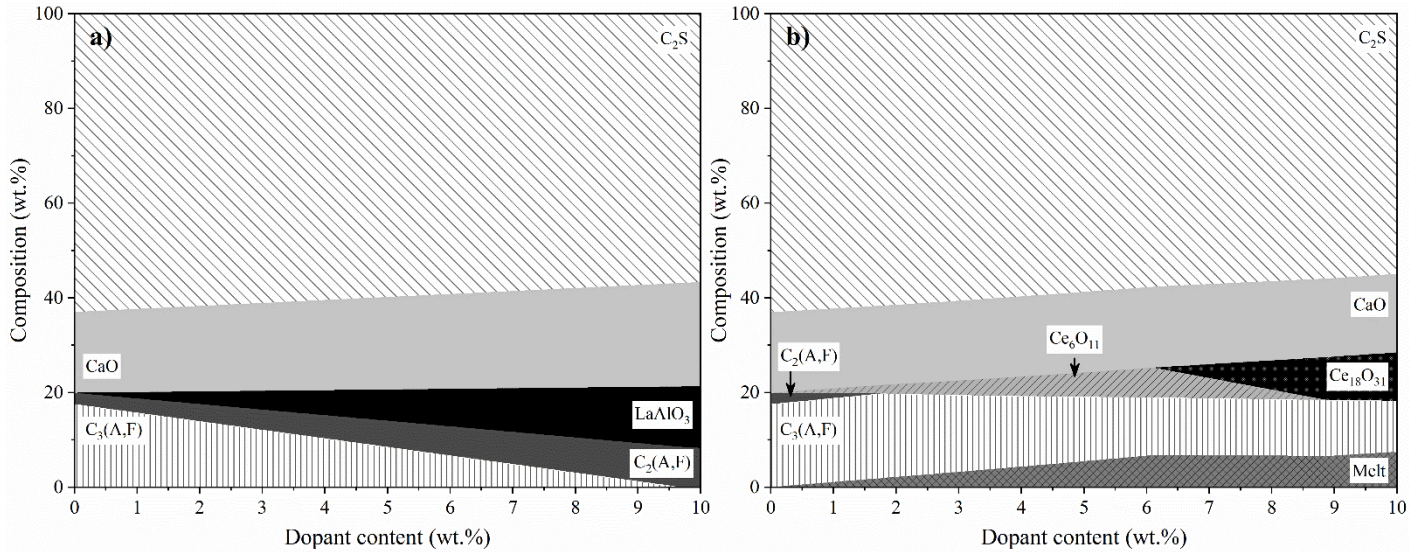 a)
C₂S
CaO
LaAlO₃
C₃(A,F)
C₂(A,F)
100
80
60
40
20
0
Composition (wt.%)
0 1 2 3 4 5 6 7 8 9 10
Dopant content (wt.%)
b)
C₂S
CaO
Ce₆O₁₁
C₂(A,F)
Ce₁₈O₃₁
C₃(A,F)
Melt
100
80
60
40
20
0
Composition (wt.%)
0 1 2 3 4 5 6 7 8 9 10
Dopant content (wt.%)